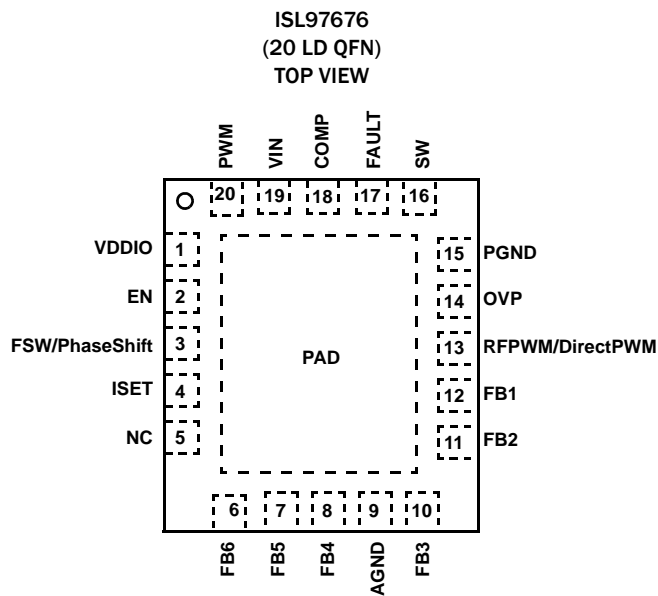 ISL97676
(20 LD QFN)
TOP VIEW
PWM
VIN
COMP
FAULT
SW
20
19
18
17
16
VDDIO
1
EN
2
FSW/PhaseShift
3
ISET
4
NC
5
PAD
15
PGND
14
OVP
13
RFPWM/DirectPWM
12
FB1
11
FB2
6
7
8
9
10
FB6
FB5
FB4
AGND
FB3